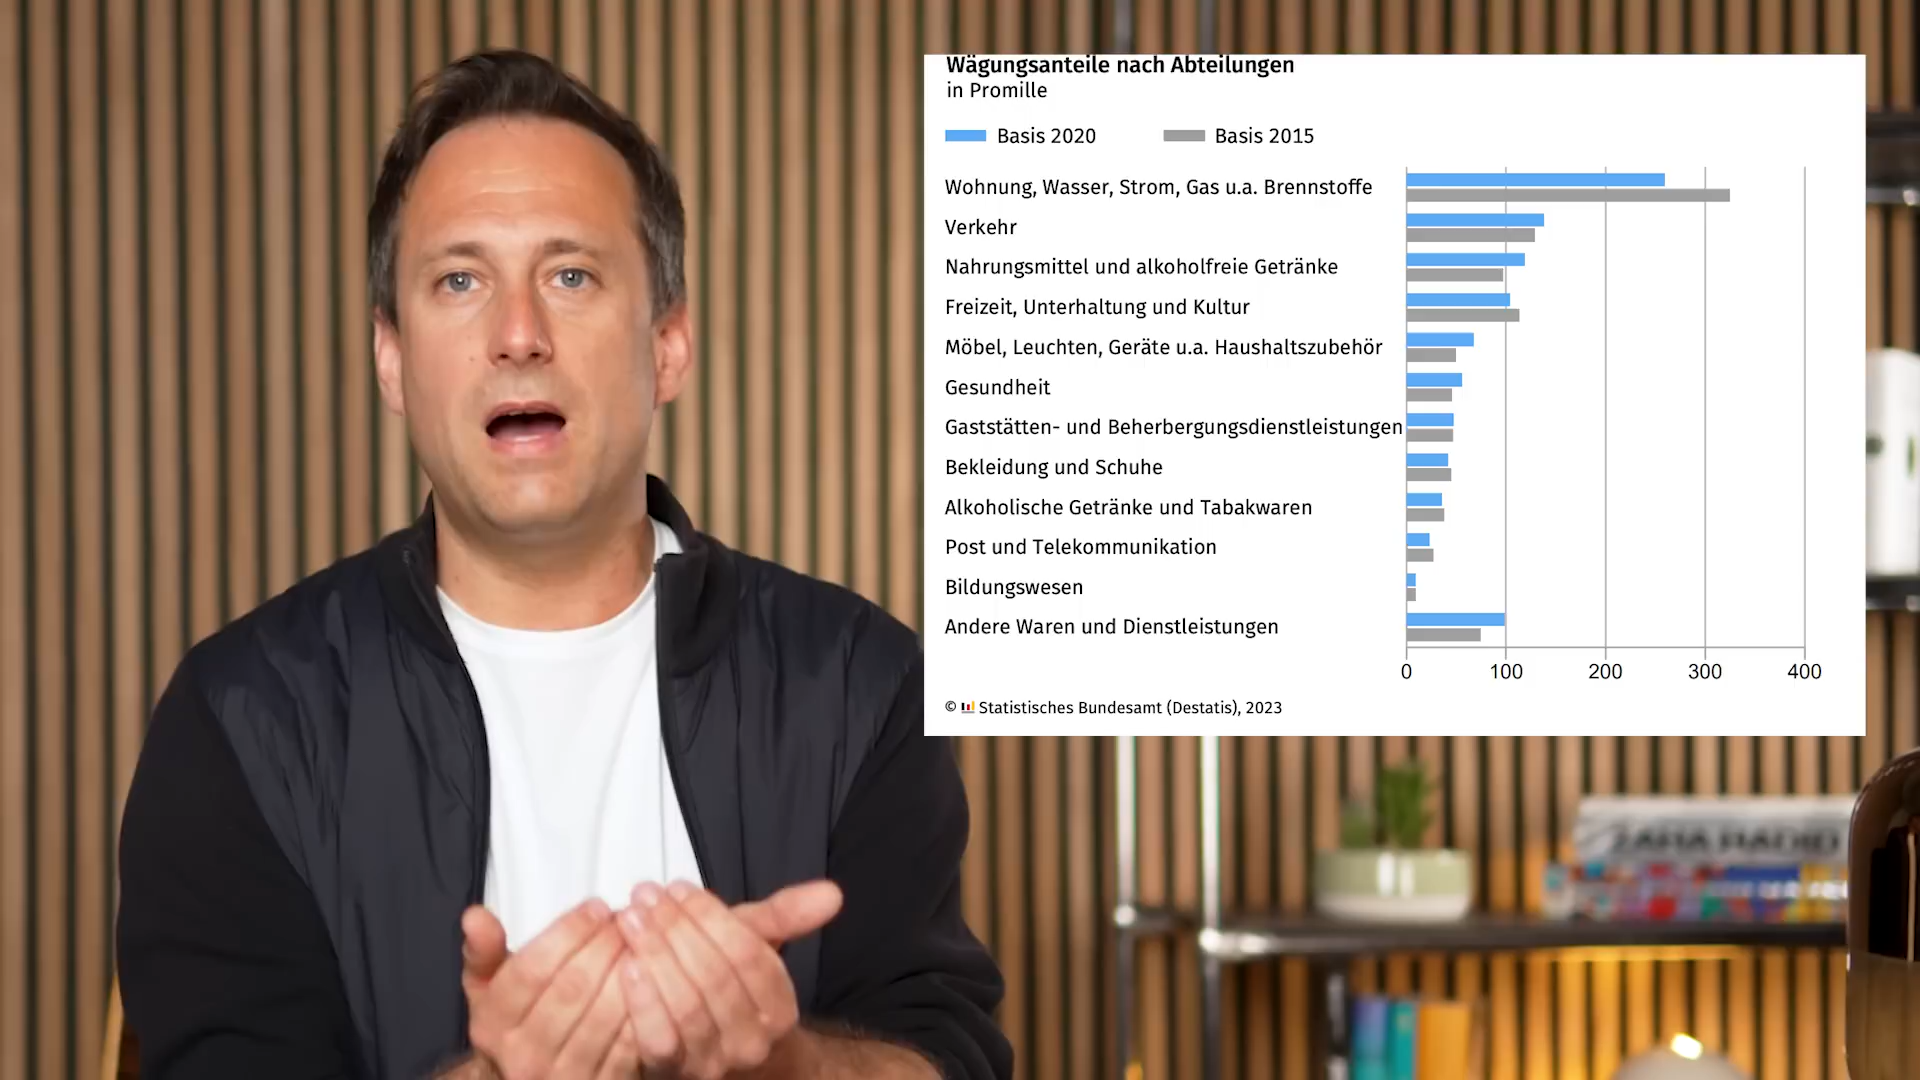 Wägungsanteile nach Abteilungen
in Promille
Basis 2020 Basis 2015
Wohnung, Wasser, Strom, Gas u.a. Brennstoffe
Verkehr
Nahrungsmittel und alkoholfreie Getränke
Freizeit, Unterhaltung und Kultur
Möbel, Leuchten, Geräte u.a. Haushaltszubehör
Gesundheit
Gaststätten- und Beherbergungsdienstleistungen
Bekleidung und Schuhe
Alkoholische Getränke und Tabakwaren
Post und Telekommunikation
Bildungswesen
Andere Waren und Dienstleistungen
0 100 200 300 400
© Statistisches Bundesamt (Destatis), 2023